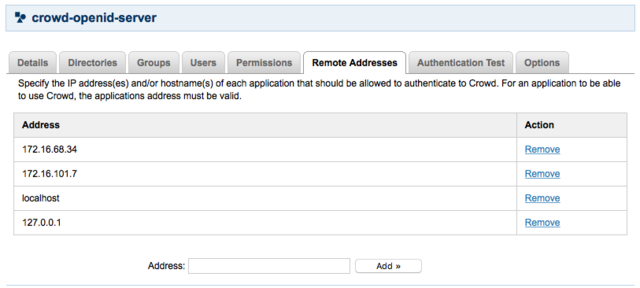 crowd-openid-server
Details Directories Groups Users Permissions Remote Addresses Authentication Test Options
Specify the IP address(es) and/or hostname(s) of each application that should be allowed to authenticate to Crowd. For an application to be able
to use Crowd, the applications address must be valid.
Address Action
172.16.68.34 Remove
172.16.101.7 Remove
localhost Remove
127.0.0.1 Remove
Address: Add »